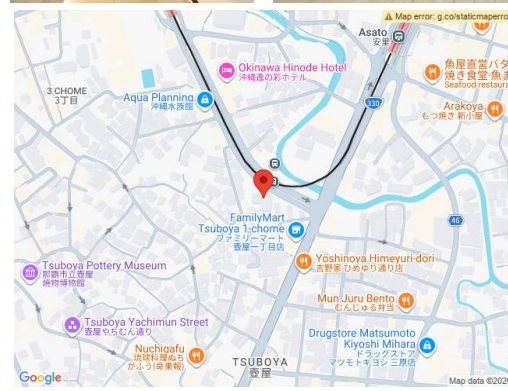 Map error: g.co/staticmaperro
Asato
安里
Okinawa Hinode Hotel
沖縄逸の彩ホテル
魚屋直営バタ
焼き食堂·魚ま
Seafood restaura
3 CHOME
3丁目
Aqua Planning
沖縄水族館
330
Arakoya
もつ焼き 新小屋
FamilyMart
Tsuboya 1-chome
ファミリーマート
壺屋一丁目店
46
Tsuboya Pottery Museum
那覇市立壺屋
焼物博物館
Yoshinoya Himeyuri-dori
吉野家 ひめゆり通り店
Mun Juru Bento
むんじゅる弁当
Tsuboya Yachimun Street
壺屋やちむん通り
Drugstore Matsumoto
Kiyoshi Mihara
ドラッグストア
マツモトキヨシ 三原店
Nuchigafu
琉球料理ぬち
がふう(命果報)
TSUBOYA
壺屋
Google
Map data ©202